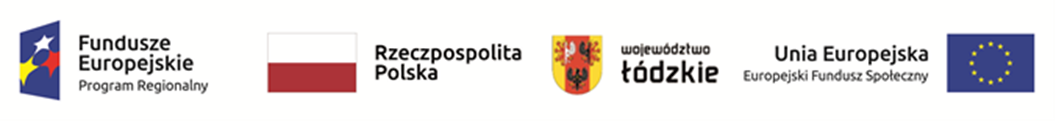 Fundusze
Europejskie
Program Regionalny
Rzeczpospolita
Polska
województwo
łódzkie
Unia Europejska
Europejski Fundusz Społeczny